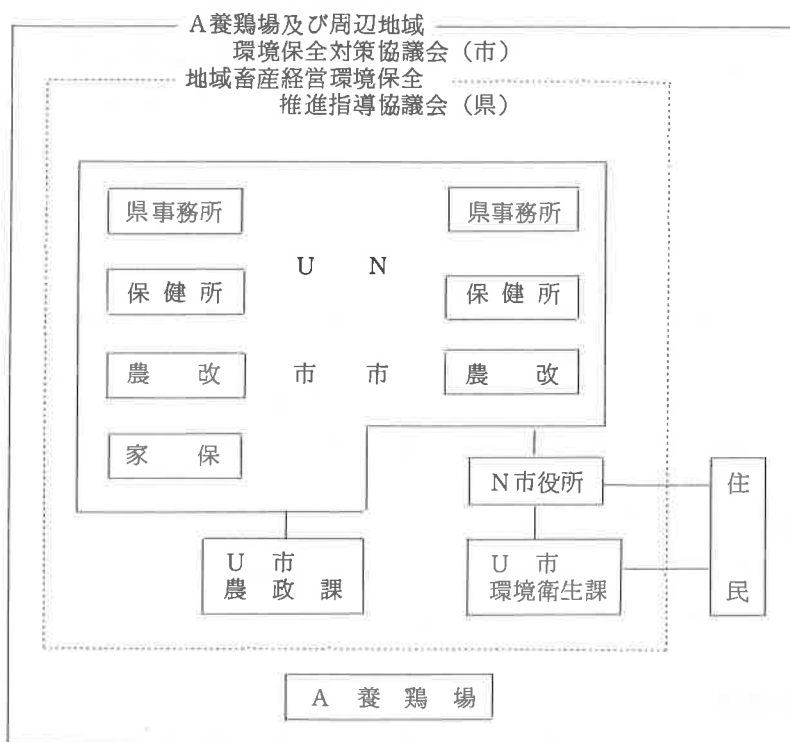 A養鶏場及び周辺地域
環境保全対策協議会（市）
地域畜産経営環境保全
推進指導協議会（県）
県事務所
県事務所
U N
保健所
保健所
農改
市市
農改
家保
N市役所
住民
U市
農政課
U市
環境衛生課
A養鶏場